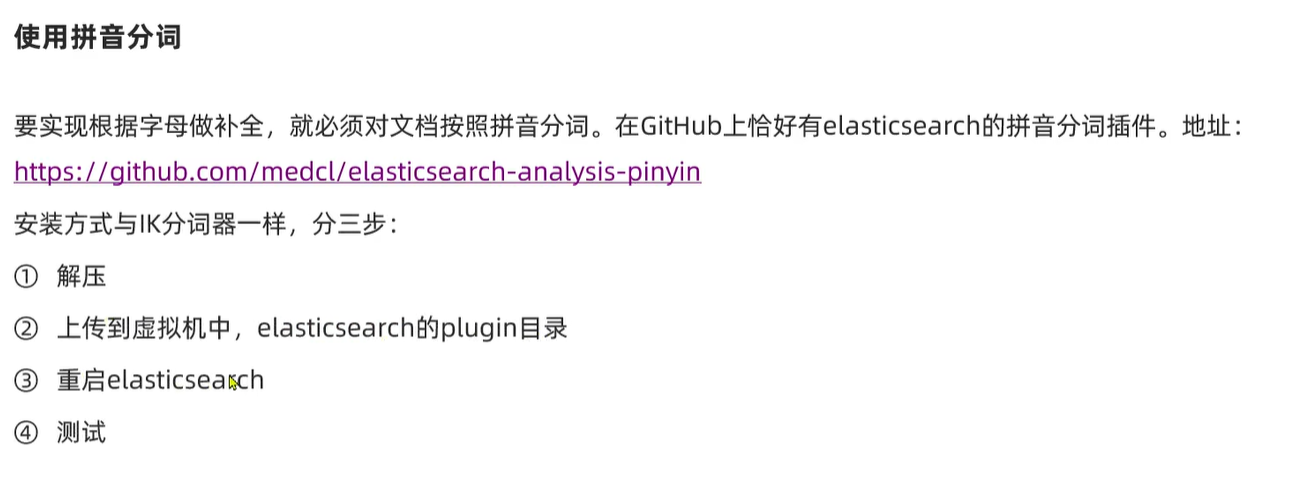 使用拼音分词
要实现根据字母做补全，就必须对文档按照拼音分词。在GitHub上恰好有elasticsearch的拼音分词插件。地址：
https://github.com/medcl/elasticsearch-analysis-pinyin
安装方式与IK分词器一样，分三步：
① 解压
② 上传到虚拟机中，elasticsearch的plugin目录
③ 重启elasticsearch
④ 测试